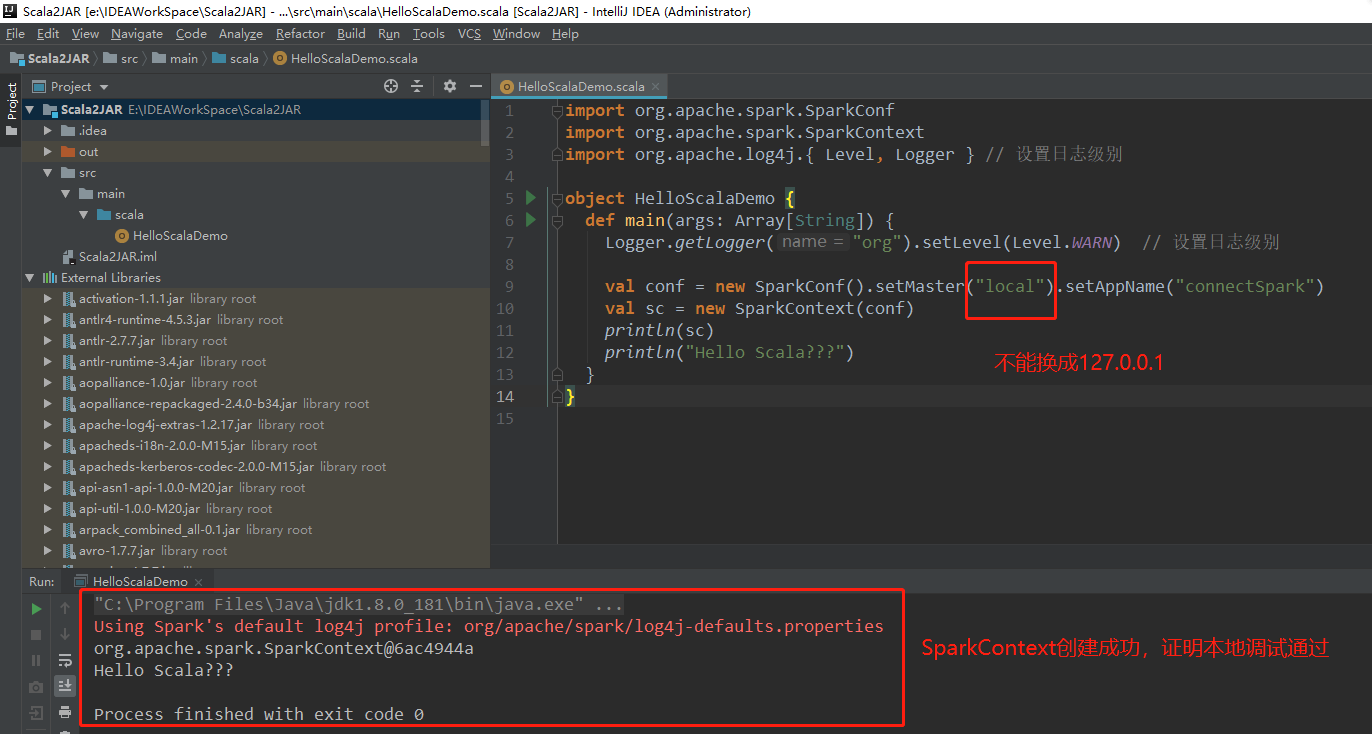 Scala2JAR [e:\IDEAWorkSpace\Scala2JAR] - ...\src\main\scala\HelloScalaDemo.scala [Scala2JAR] - IntelliJ IDEA (Administrator)
File Edit View Navigate Code Analyze Refactor Build Run Tools VCS Window Help
Scala2JAR src main scala HelloScalaDemo.scala
Project
Project
HelloScalaDemo.scala
Scala2JAR E:\IDEAWorkSpace\Scala2JAR
.idea
out
src
main
scala
HelloScalaDemo
Scala2JAR.iml
External Libraries
activation-1.1.1.jar library root
antlr4-runtime-4.5.3.jar library root
antlr-2.7.7.jar library root
antlr-runtime-3.4.jar library root
aopalliance-1.0.jar library root
aopalliance-repackaged-2.4.0-b34.jar library root
apache-log4j-extras-1.2.17.jar library root
apacheds-i18n-2.0.0-M15.jar library root
apacheds-kerberos-codec-2.0.0-M15.jar library root
api-asn1-api-1.0.0-M20.jar library root
api-util-1.0.0-M20.jar library root
arpack_combined_all-0.1.jar library root
avro-1.7.7.jar library root
1 import org.apache.spark.SparkConf
2 import org.apache.spark.SparkContext
3 import org.apache.log4j.{ Level, Logger } // 设置日志级别
4
5 object HelloScalaDemo {
6 def main(args: Array[String]) {
7 Logger.getLogger( name = "org").setLevel(Level.WARN) // 设置日志级别
8
9 val conf = new SparkConf().setMaster("local").setAppName("connectSpark")
10 val sc = new SparkContext(conf)
11 println(sc)
12 println("Hello Scala???")
13 }
14 }
15
不能换成127.0.0.1
Run: HelloScalaDemo
"C:\Program Files\Java\jdk1.8.0_181\bin\java.exe" ...
Using Spark's default log4j profile: org/apache/spark/log4j-defaults.properties
org.apache.spark.SparkContext@6ac4944a
Hello Scala???
Process finished with exit code 0
SparkContext创建成功，证明本地调试通过